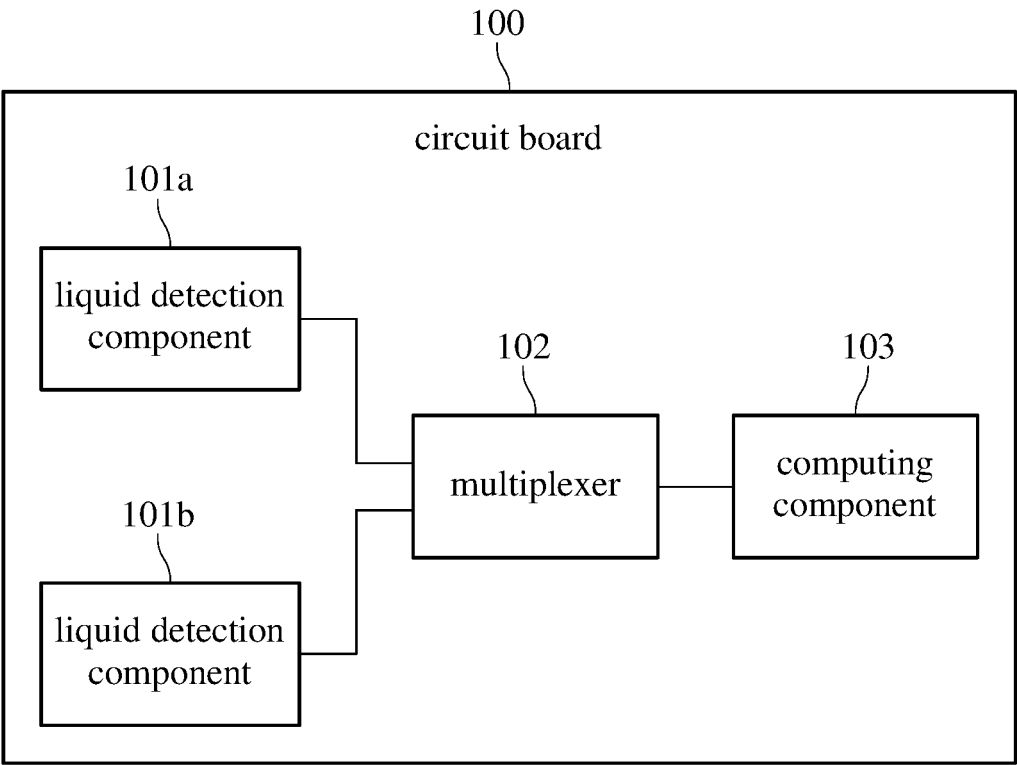 100
circuit board
101a
liquid detection
component
102
multiplexer
103
computing
component
101b
liquid detection
component